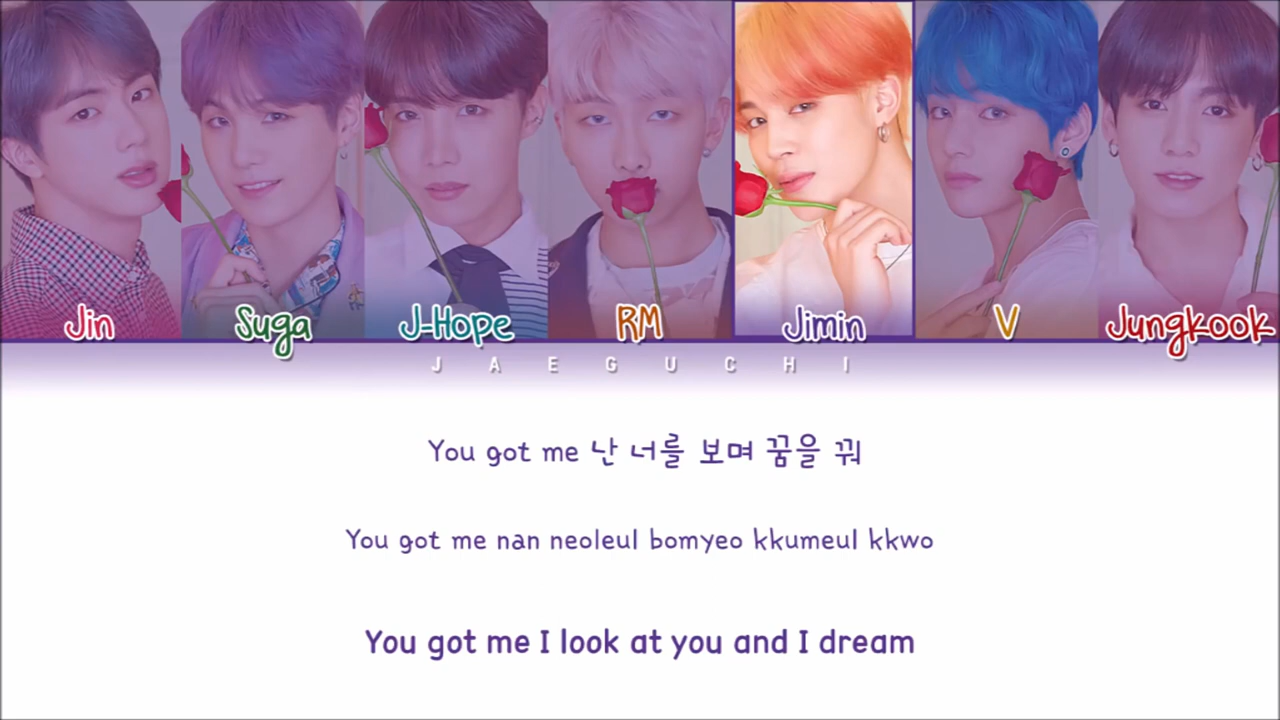 Jin Suga J-Hope RM Jimin V Jungkook
JAEGUCHI
You got me 난 너를 보며 꿈을 꿔
You got me nan neoleul bomyeo kkumeul kkwo
You got me I look at you and I dream